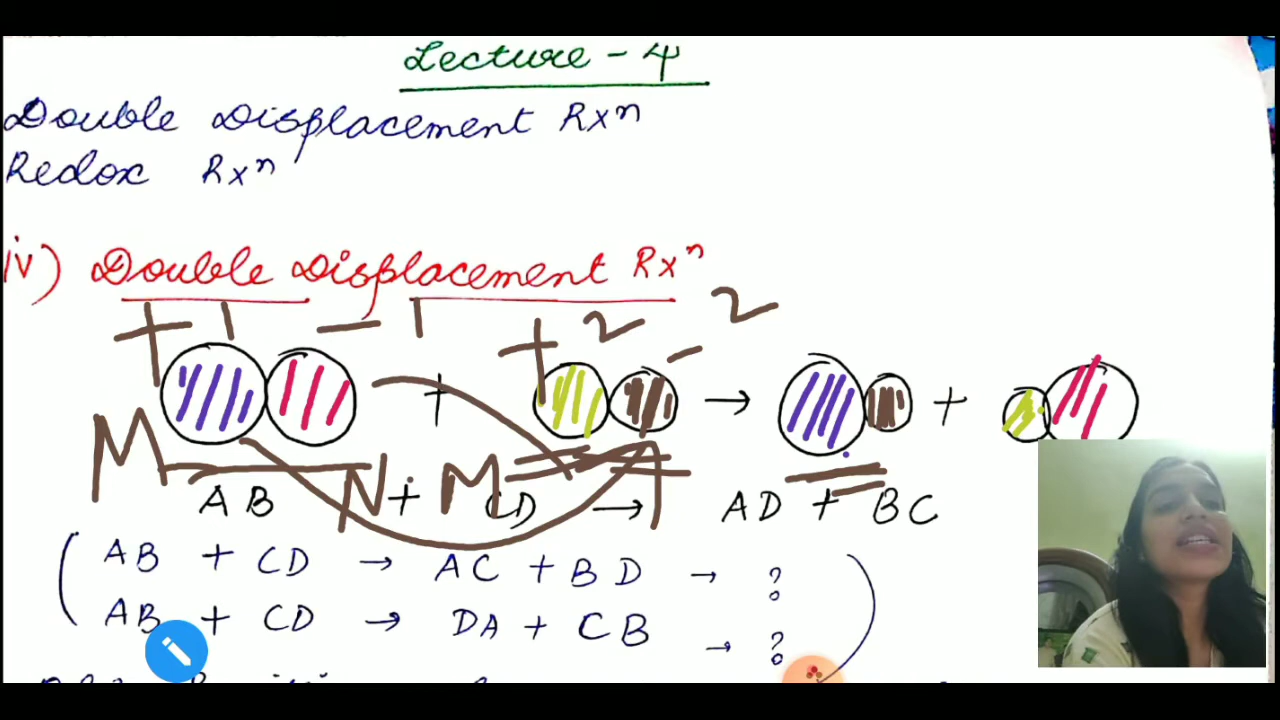 Lecture - 4
Double Displacement Rxⁿ
Redox Rxⁿ
iv) Double Displacement Rxⁿ
+1 -1 +2 -2
+ → +
M N M
AB + CD → AD + BC
( AB + CD → AC + BD → ?
AB + CD → DA + CB → ? )